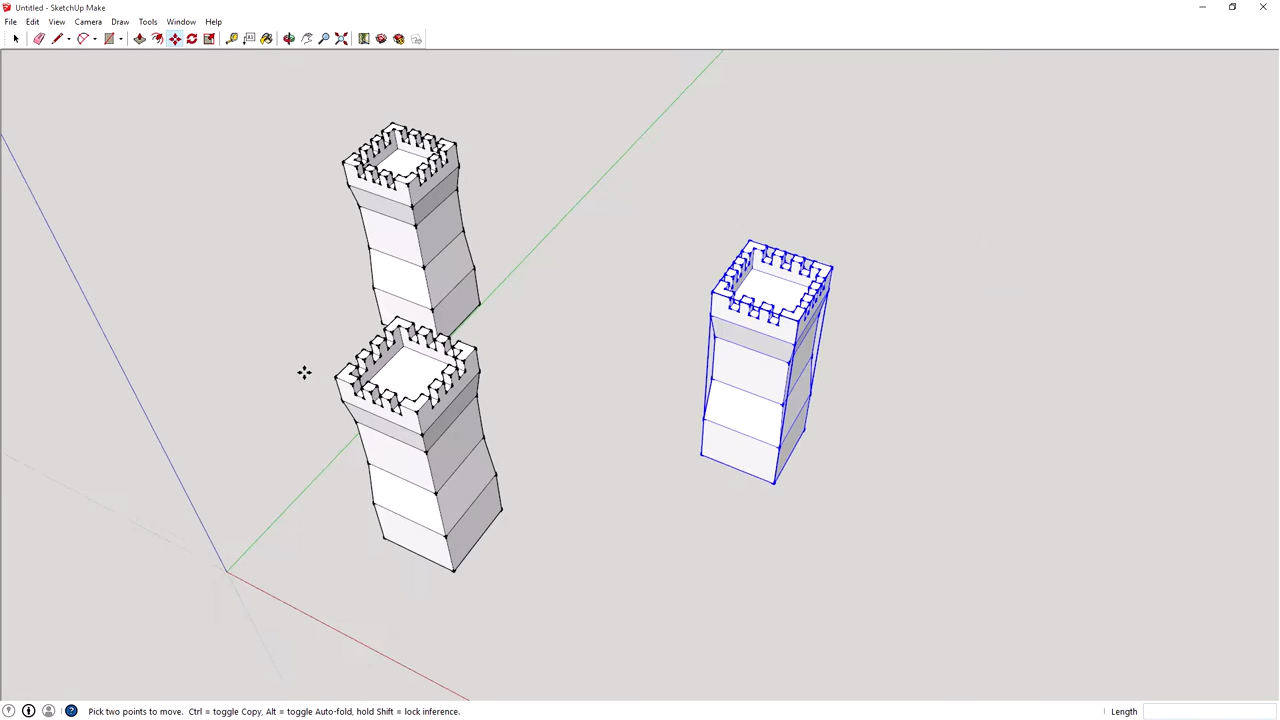 Untitled - SketchUp Make
File Edit View Camera Draw Tools Window Help
Pick two points to move. Ctrl = toggle Copy, Alt = toggle Auto-fold, hold Shift = lock inference.
Length